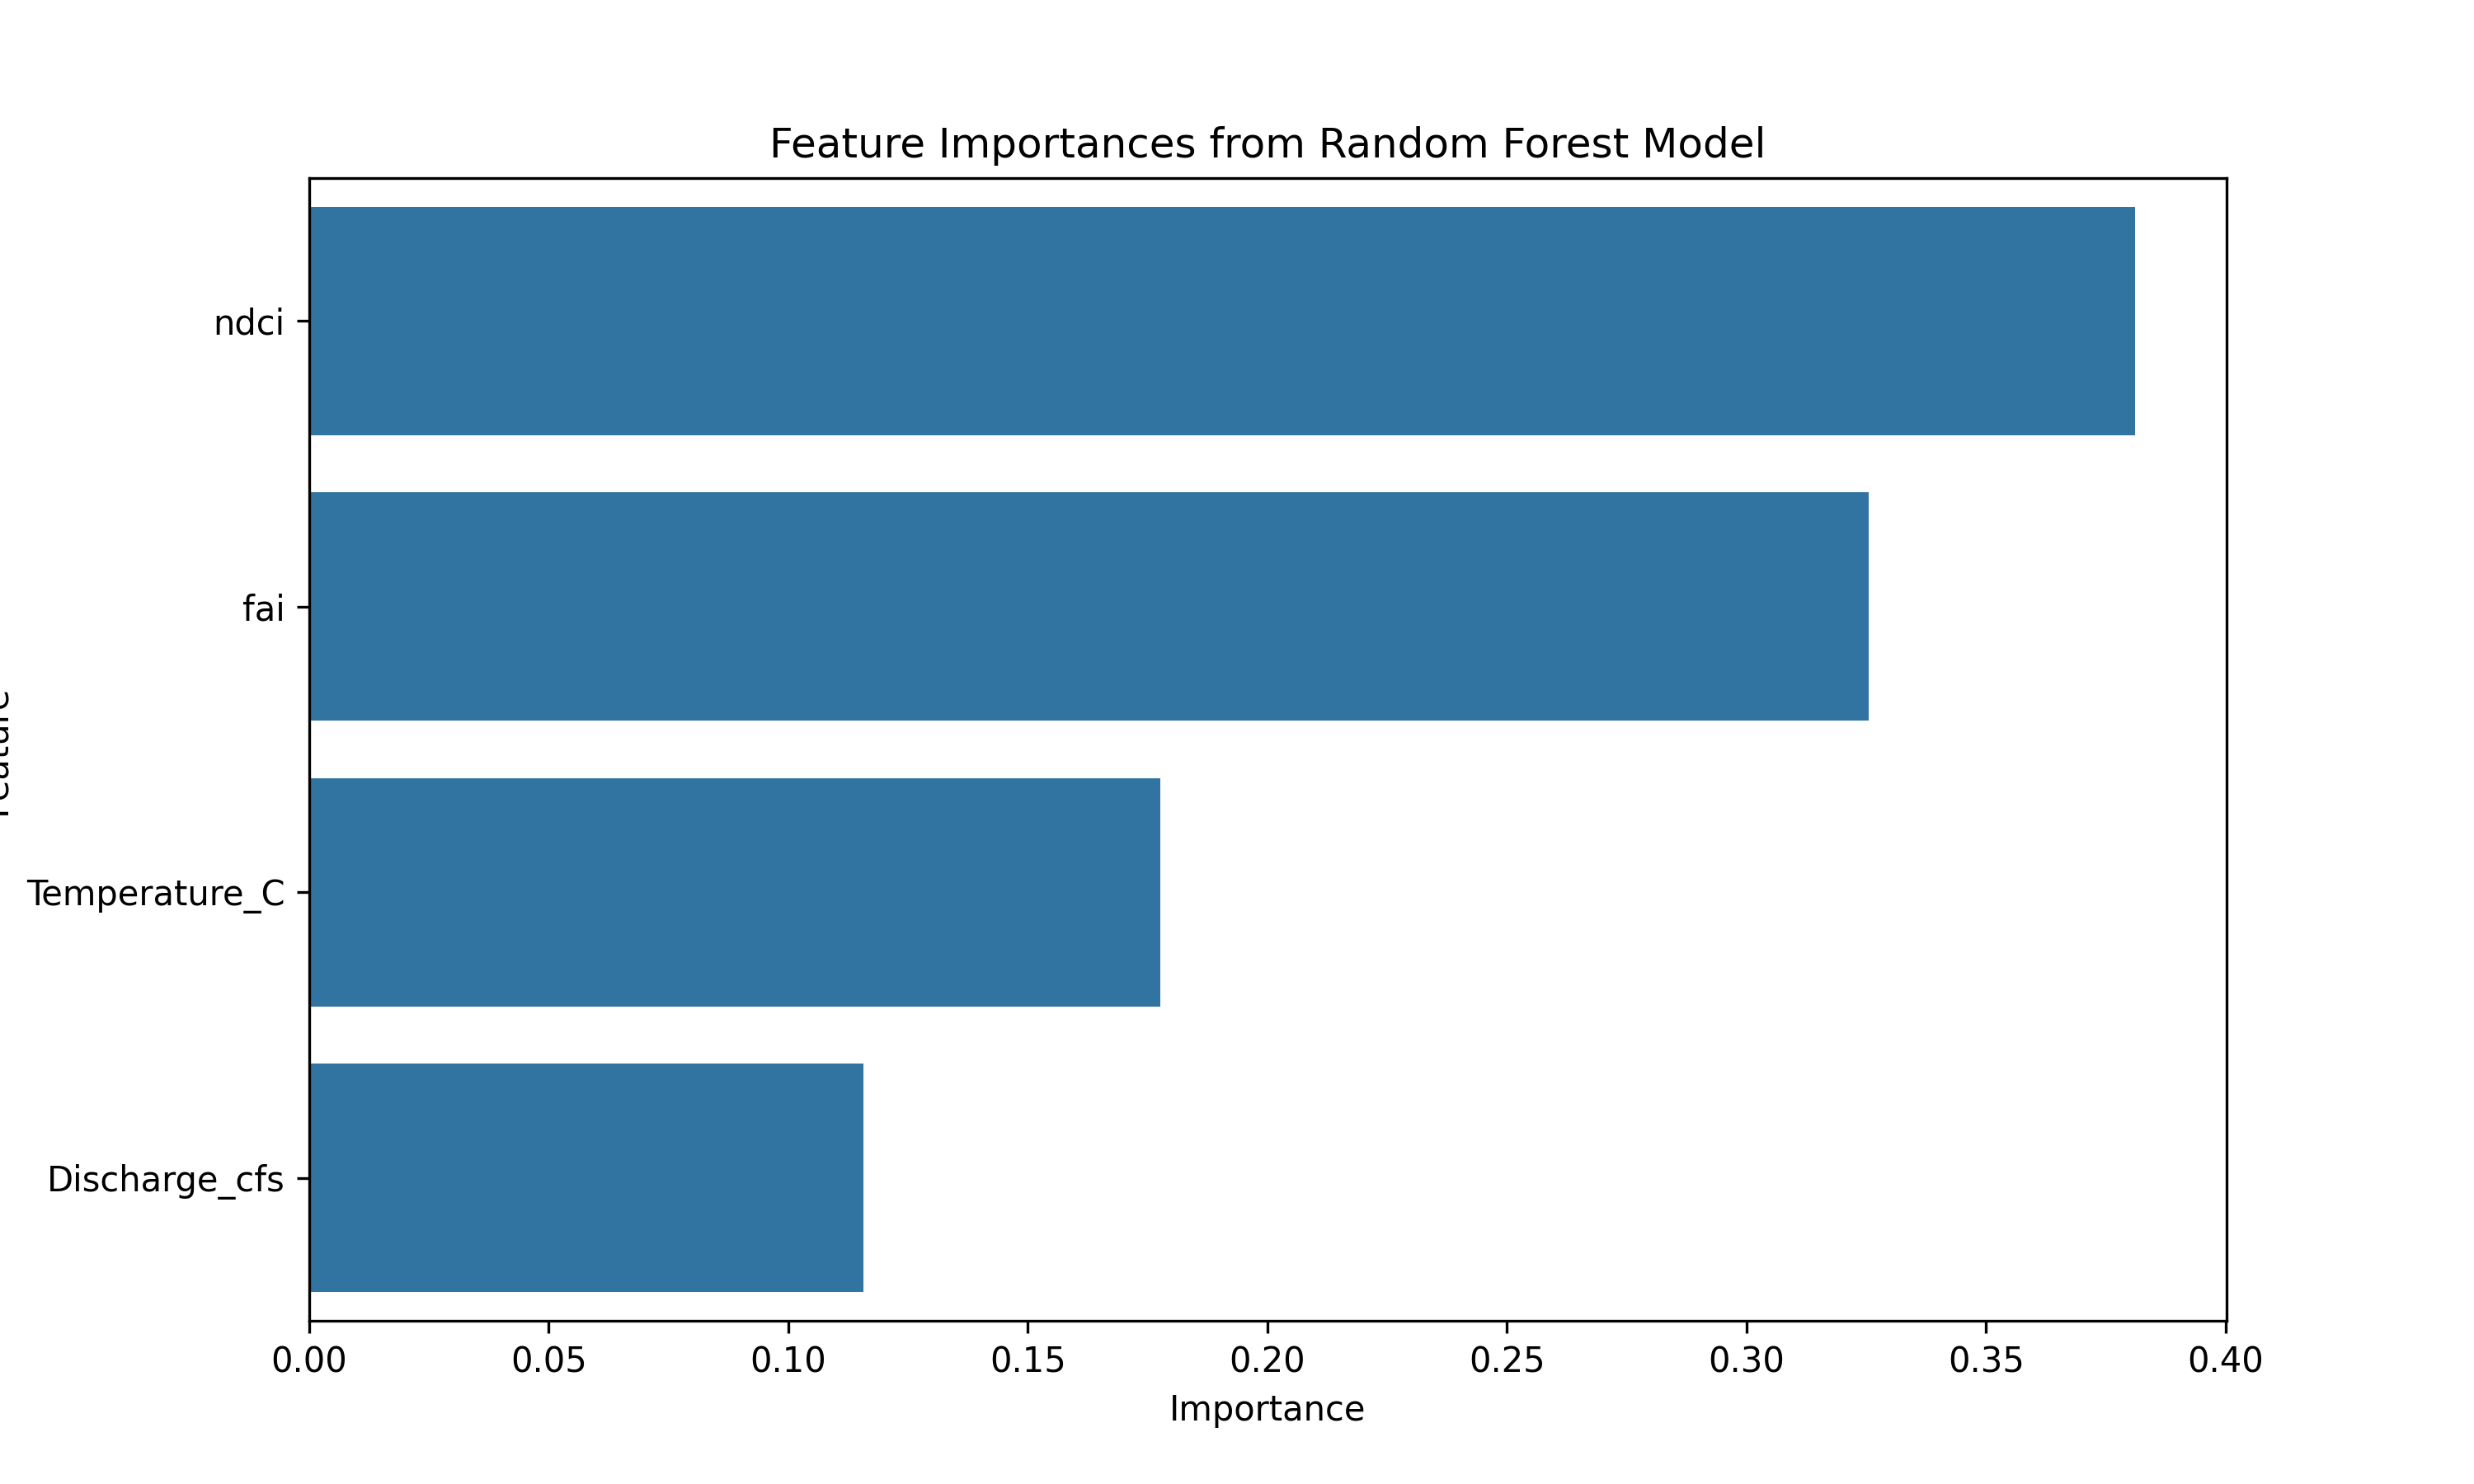 Feature Importances from Random Forest Model
ndci
fai
Temperature_C
Discharge_cfs
0.00 0.05 0.10 0.15 0.20 0.25 0.30 0.35 0.40
Importance